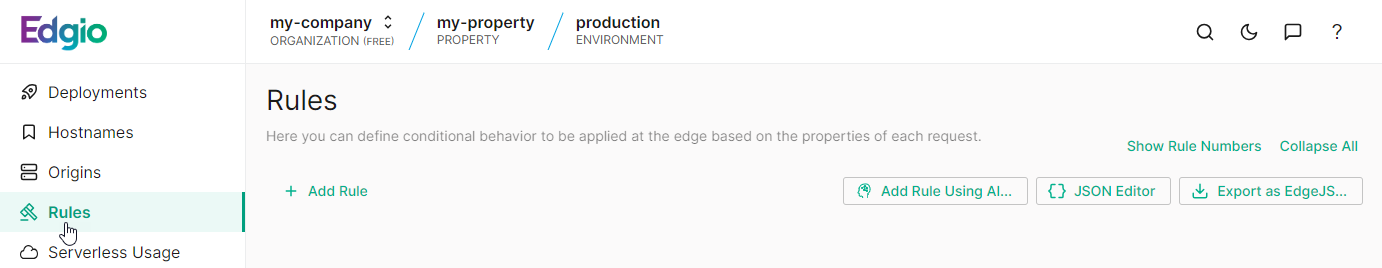 Edgio
my-company
ORGANIZATION (FREE)
my-property
PROPERTY
production
ENVIRONMENT
?
Deployments
Hostnames
Origins
Rules
Serverless Usage
Rules
Here you can define conditional behavior to be applied at the edge based on the properties of each request.
Show Rule Numbers Collapse All
+ Add Rule
Add Rule Using AI...
{} JSON Editor
Export as EdgeJS...